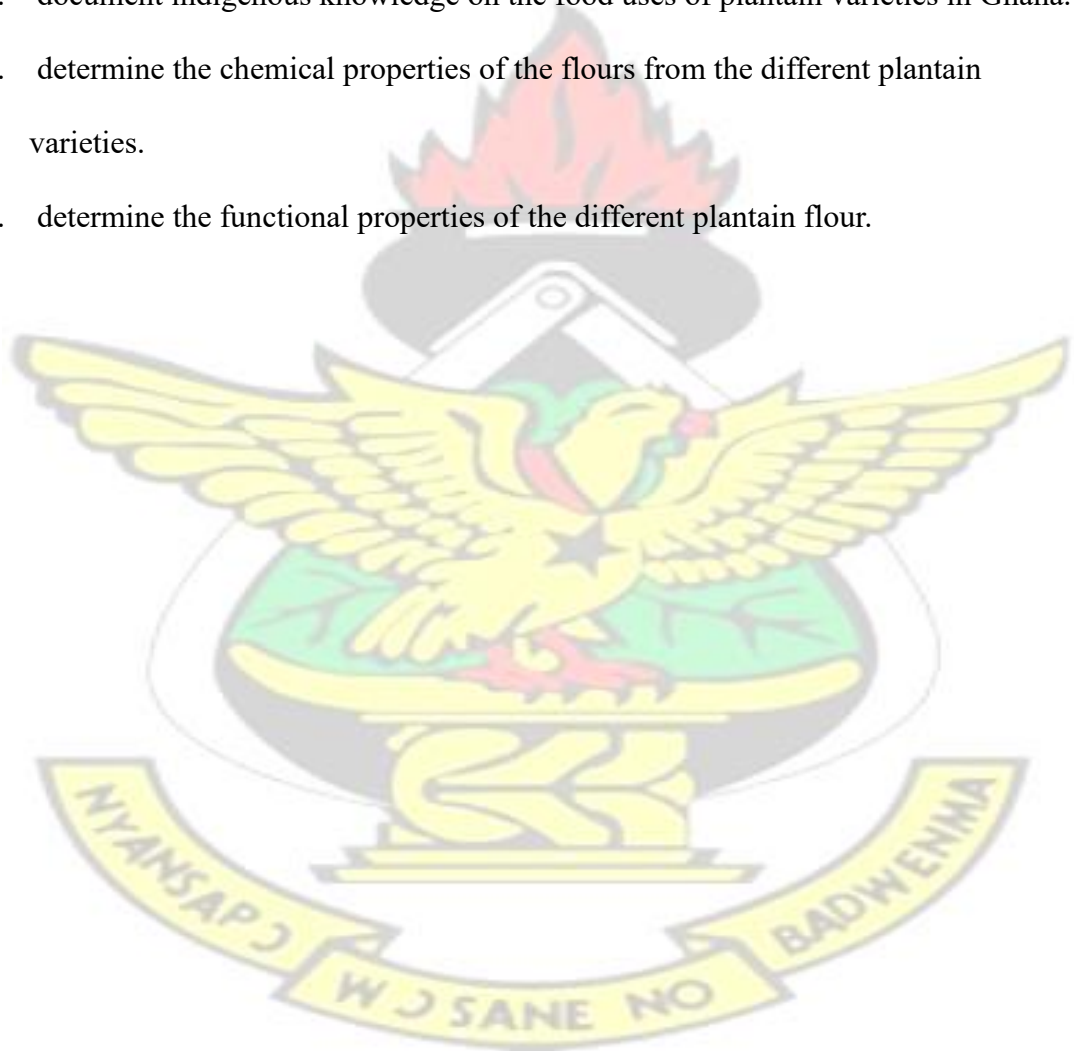 . document indigenous knowledge on the food uses of plantain varieties in Ghana.
. determine the chemical properties of the flours from the different plantain
varieties.
. determine the functional properties of the different plantain flour.
NYANSAPƆ
WƆSANE NO
BADWENMA